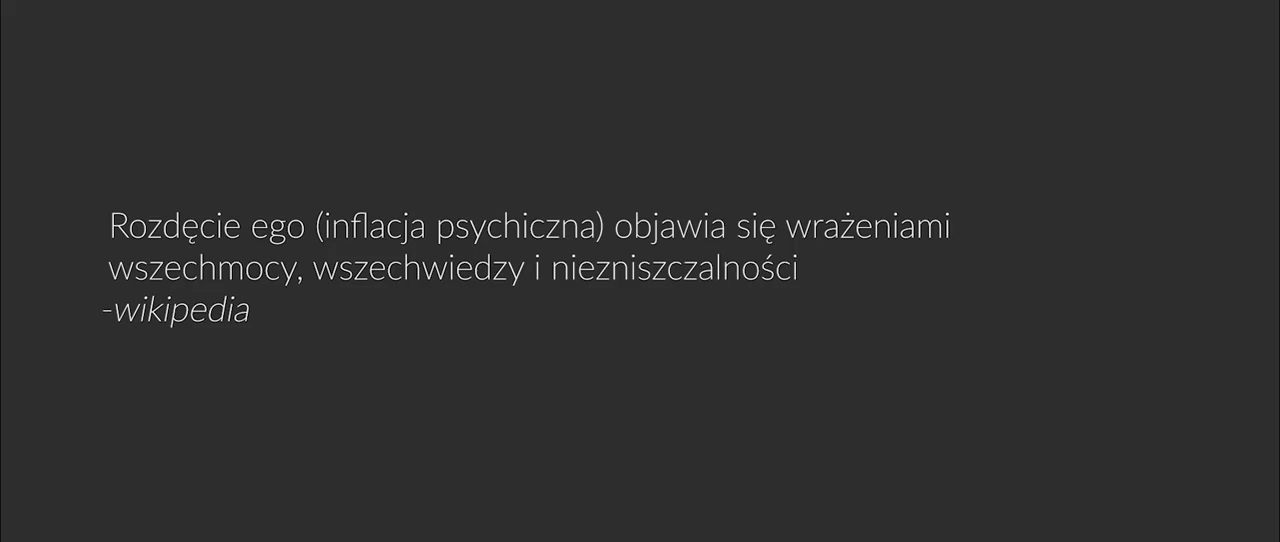 Rozdęcie ego (inflacja psychiczna) objawia się wrażeniami
wszechmocy, wszechwiedzy i niezniszczalności
-wikipedia